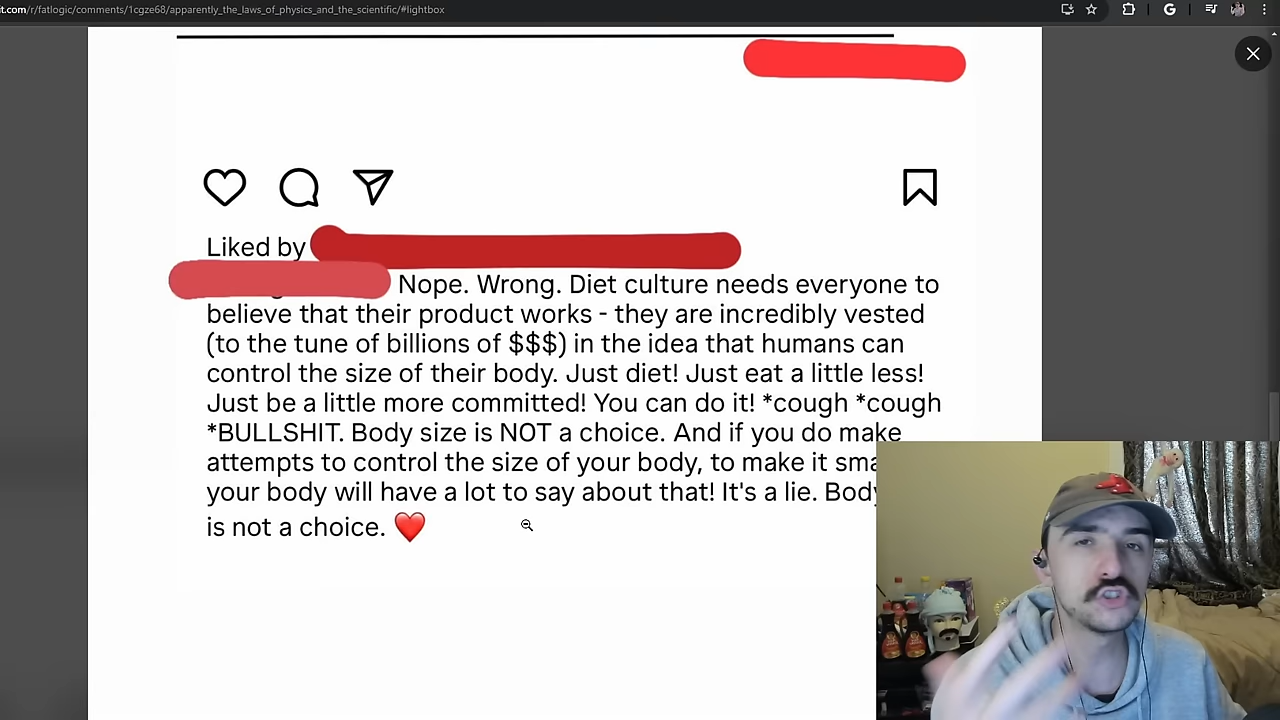 it.com/r/fatlogic/comments/1cgze68/apparently_the_laws_of_physics_and_the_scientific/#lightbox
Liked by
Nope. Wrong. Diet culture needs everyone to
believe that their product works - they are incredibly vested
(to the tune of billions of $$$) in the idea that humans can
control the size of their body. Just diet! Just eat a little less!
Just be a little more committed! You can do it! *cough *cough
*BULLSHIT. Body size is NOT a choice. And if you do make
attempts to control the size of your body, to make it
your body will have a lot to say about that! It's a lie.
is not a choice. ❤️